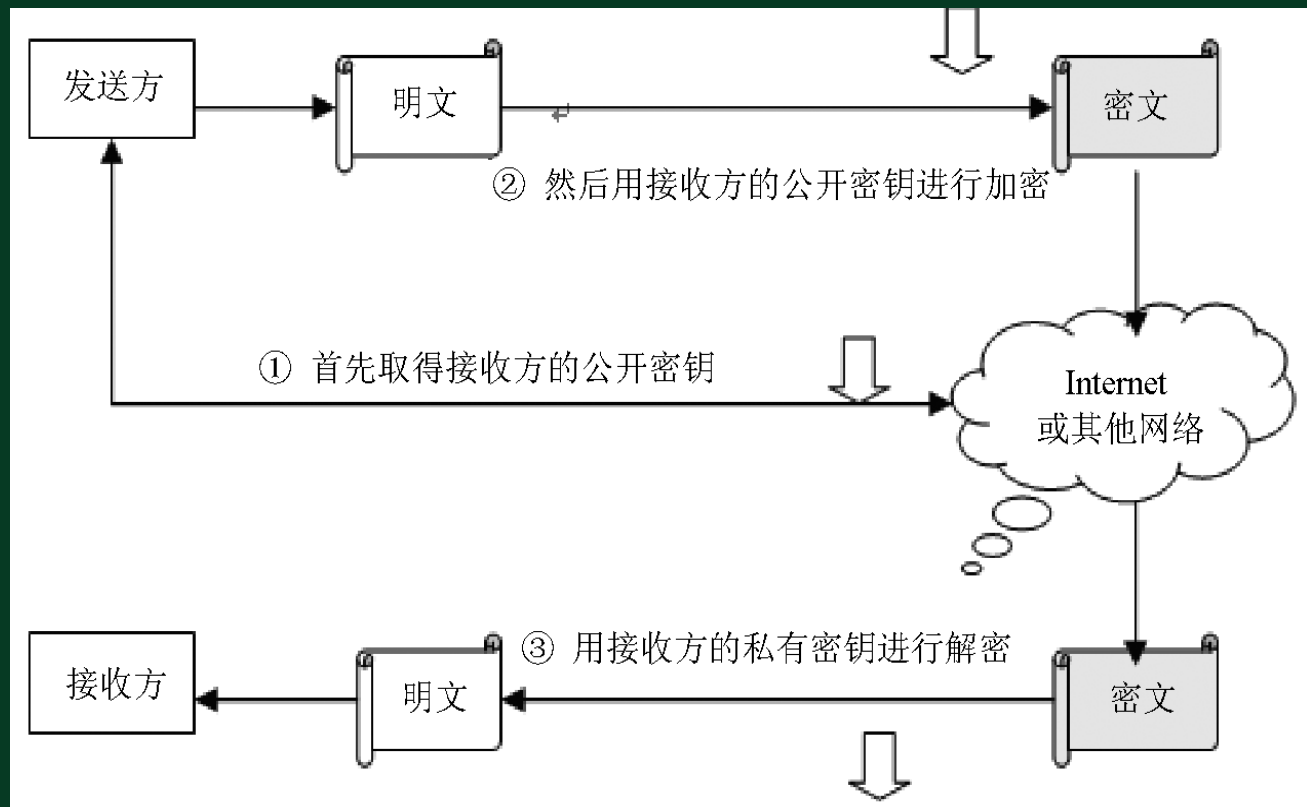 发送方
明文
密文
② 然后用接收方的公开密钥进行加密
① 首先取得接收方的公开密钥
Internet
或其他网络
③ 用接收方的私有密钥进行解密
接收方
明文
密文